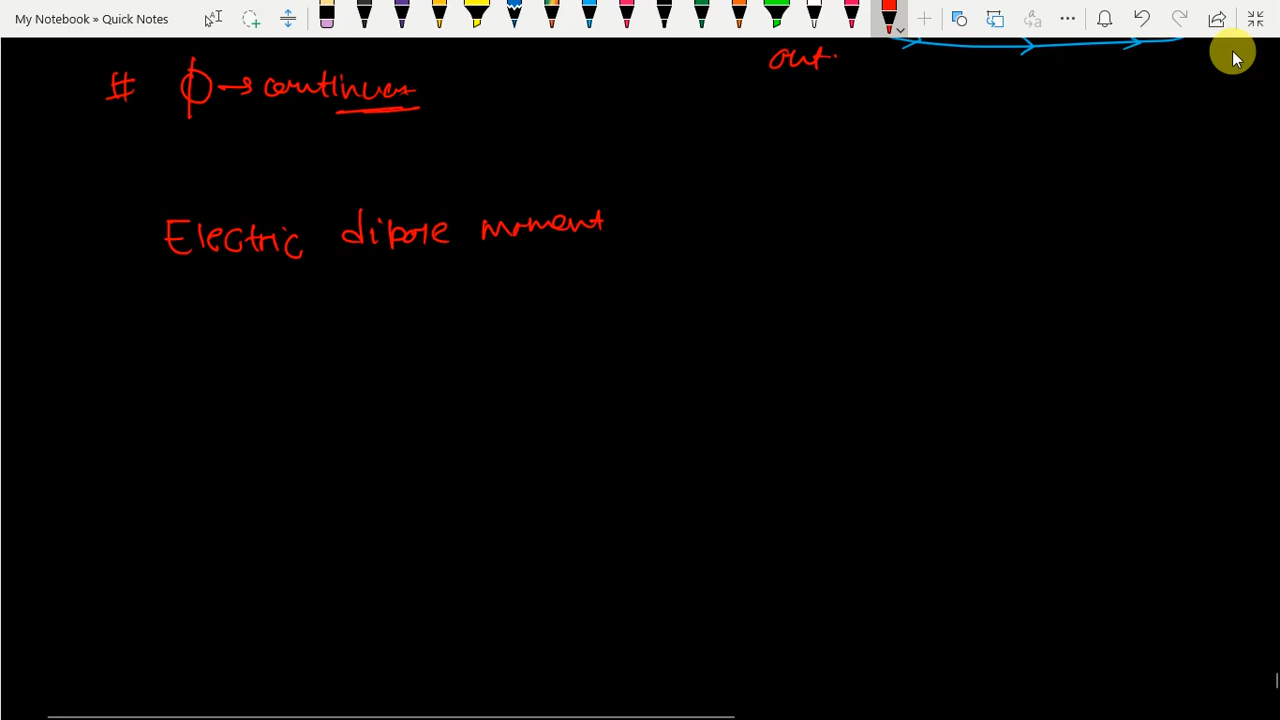 My Notebook » Quick Notes
out.
# ϕ → continues
Electric dipole moment